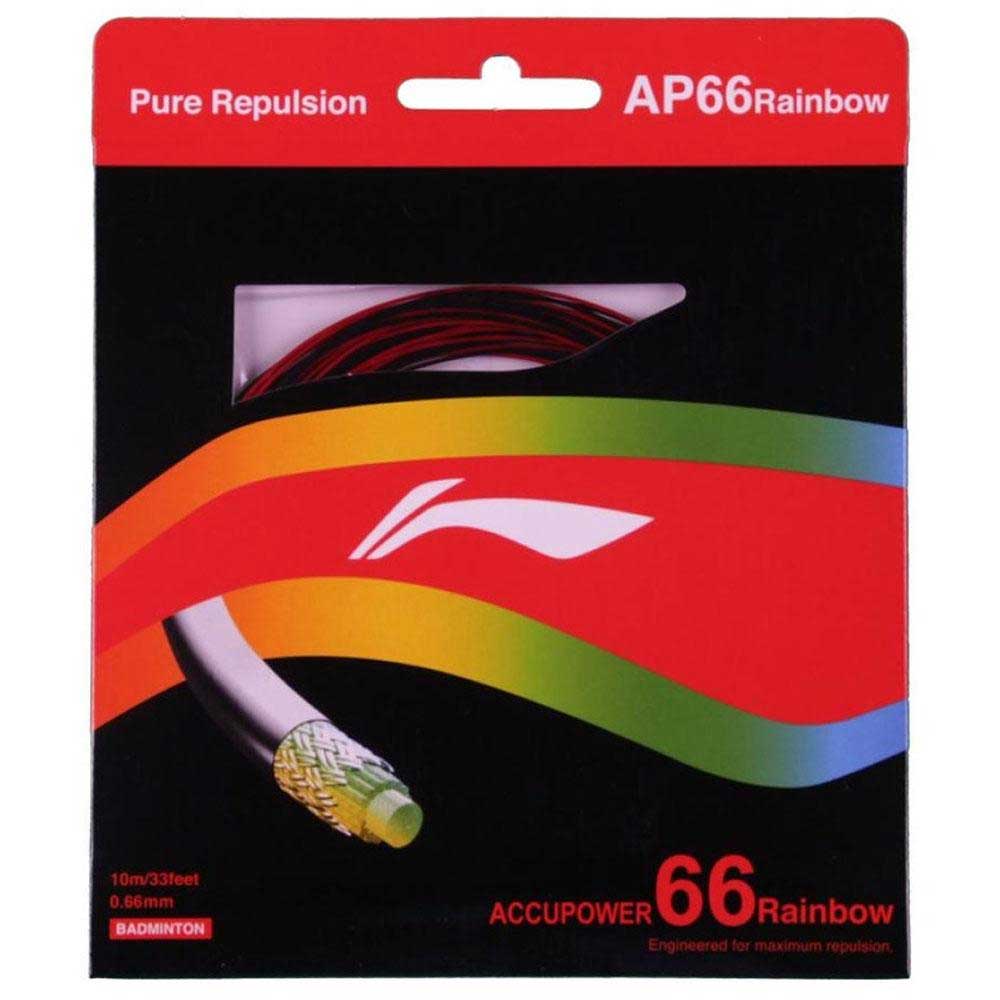 Pure Repulsion
AP66Rainbow
10m/33feet
0.66mm
BADMINTON
ACCUPOWER 66 Rainbow
Engineered for maximum repulsion.